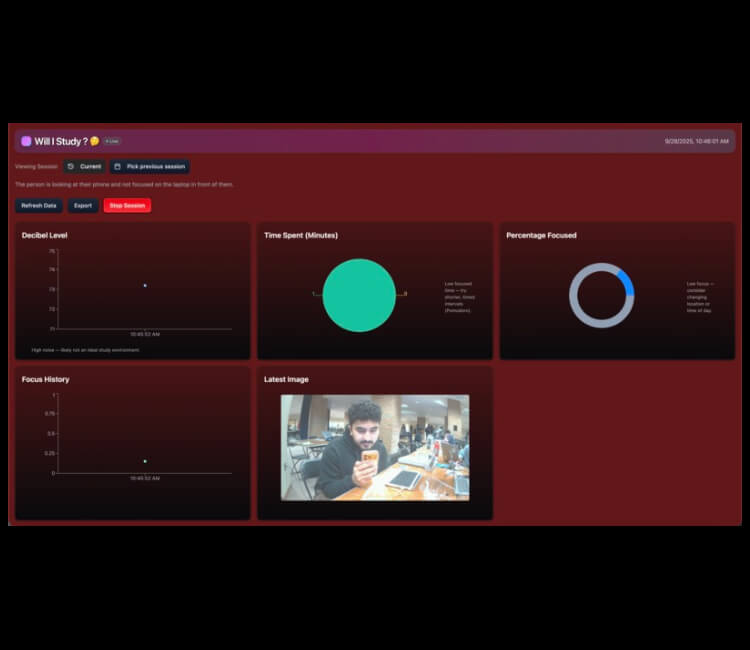 Will I Study ? 🤔 • Live
9/28/2025, 10:46:01 AM
Viewing Session Current Pick previous session
The person is looking at their phone and not focused on the laptop in front of them.
Refresh Data Export Stop Session
Decibel Level
75
74
73
72
71
10:45:52 AM
High noise — likely not an ideal study environment.
Time Spent (Minutes)
1
0
Low focused
time — try
shorter, timed
intervals
(Pomodoro).
Percentage Focused
Low focus —
consider
changing
location or
time of day.
Focus History
1
0.75
0.5
0.25
0
10:45:52 AM
Latest Image